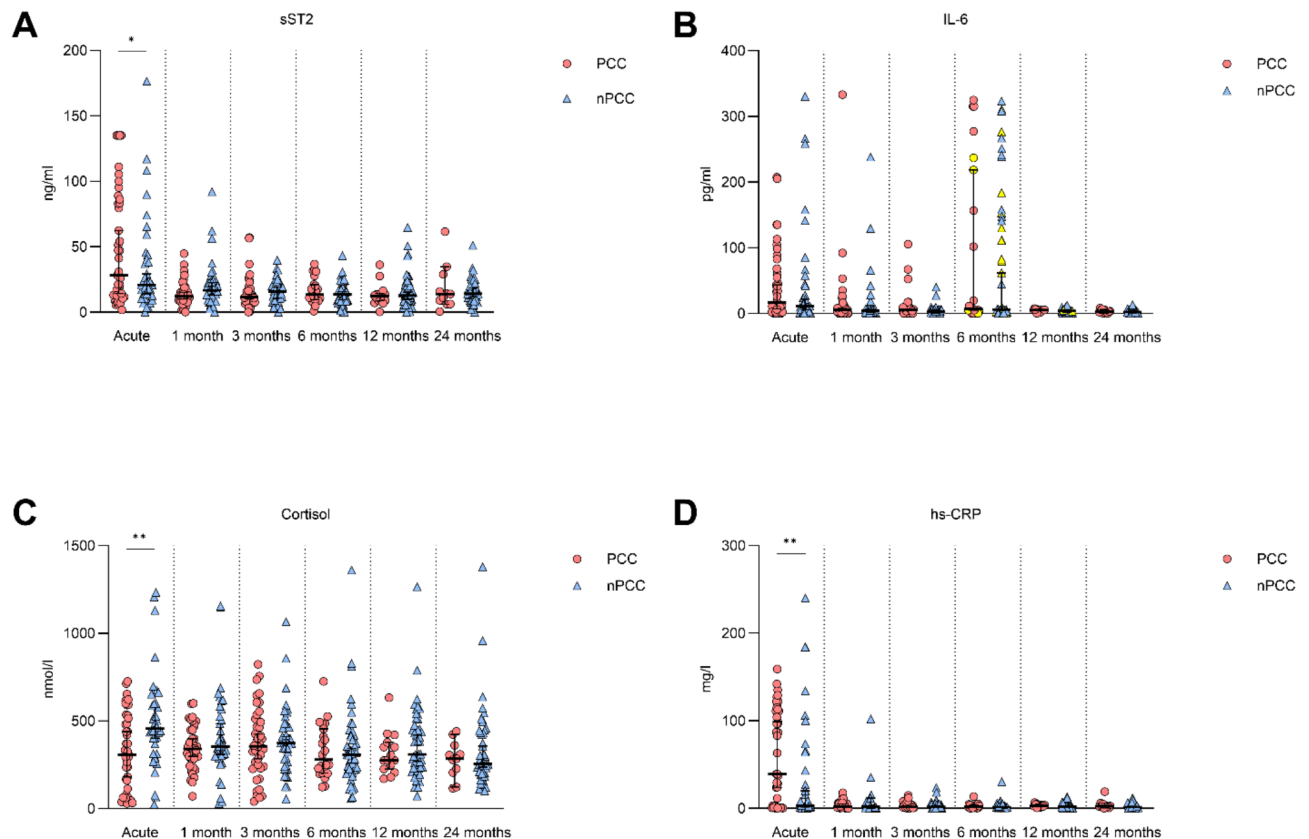 A
sST2
*
200
150
100
50
0
ng/ml
Acute 1 month 3 months 6 months 12 months 24 months
PCC
nPCC
B
IL-6
400
300
200
100
0
pg/ml
Acute 1 month 3 months 6 months 12 months 24 months
PCC
nPCC
C
Cortisol
**
1500
1000
500
0
nmol/l
Acute 1 month 3 months 6 months 12 months 24 months
PCC
nPCC
D
hs-CRP
**
300
200
100
0
mg/l
Acute 1 month 3 months 6 months 12 months 24 months
PCC
nPCC